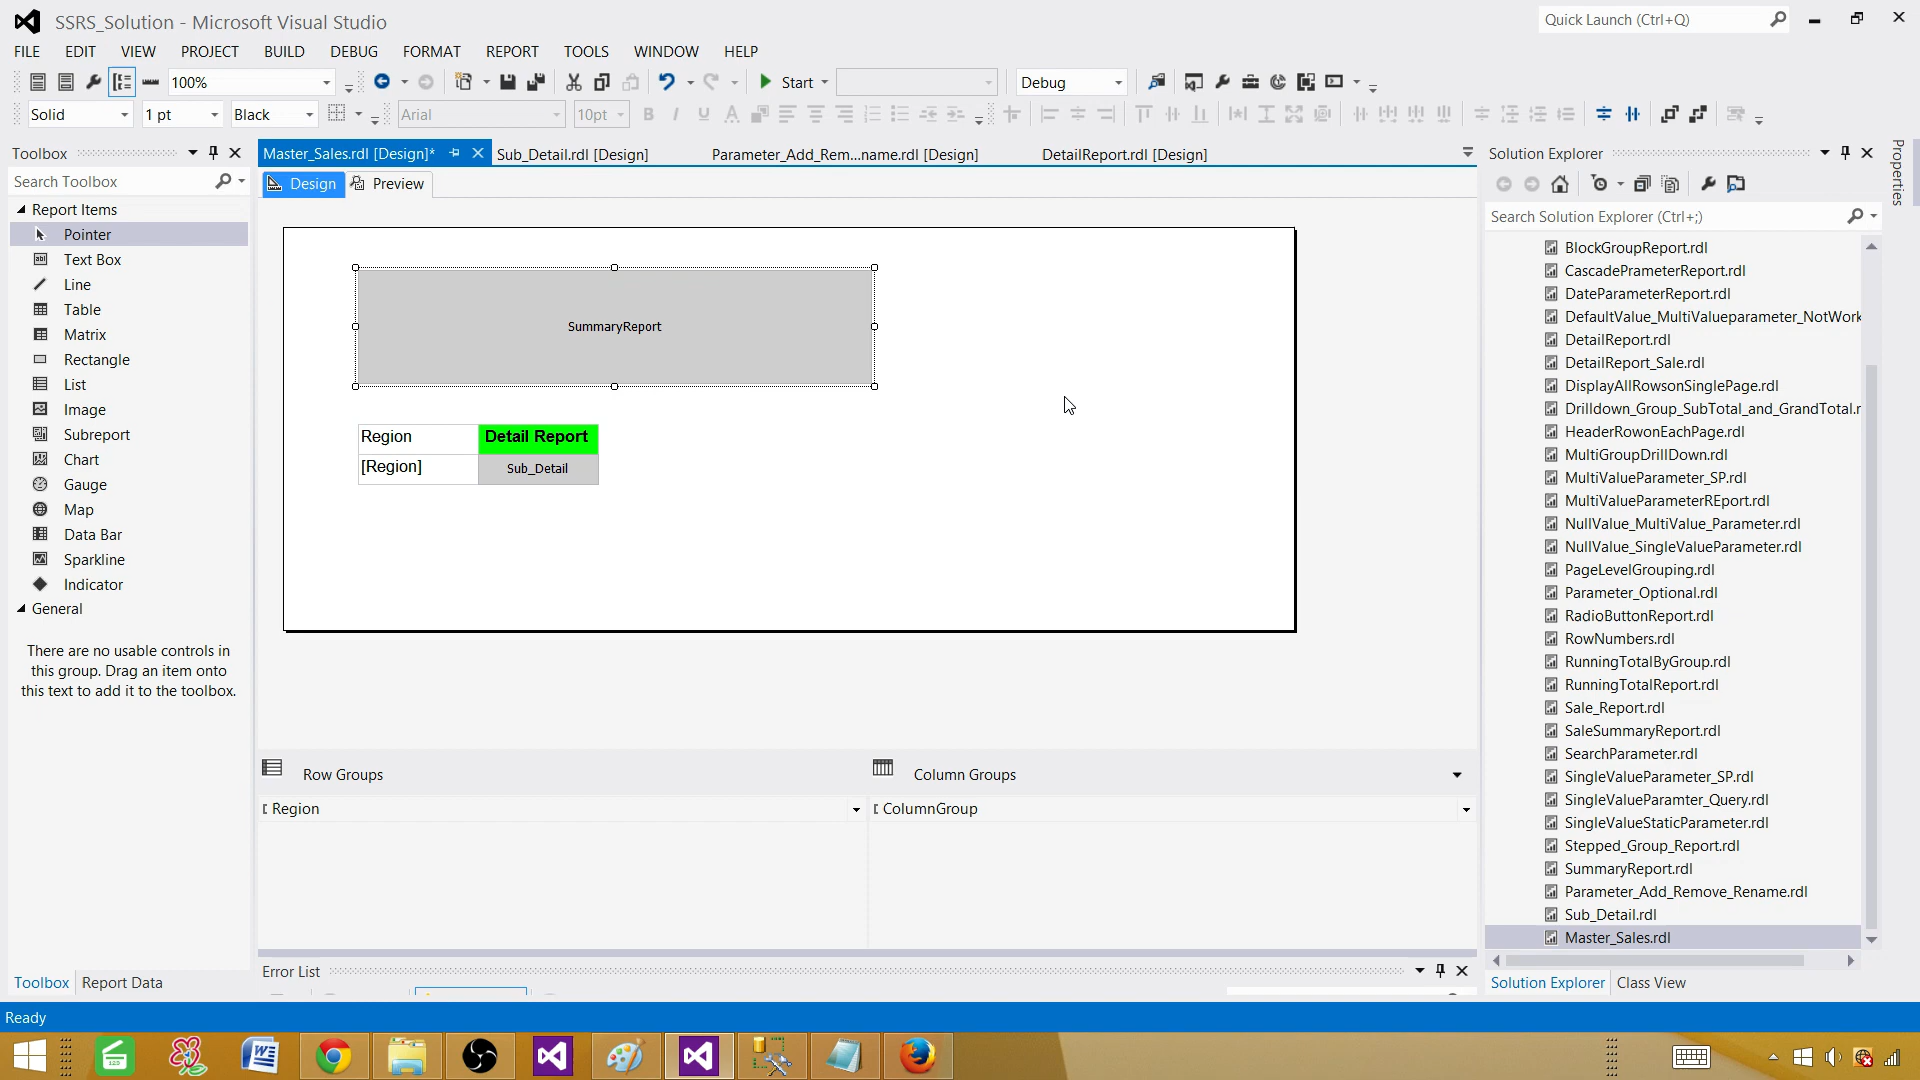 SSRS_Solution - Microsoft Visual Studio
Quick Launch (Ctrl+Q)
FILE EDIT VIEW PROJECT BUILD DEBUG FORMAT REPORT TOOLS WINDOW HELP
100%
Start
Debug
Solid
1 pt
Black
Arial
10pt
B I U A
Toolbox
Search Toolbox
Report Items
Pointer
Text Box
Line
Table
Matrix
Rectangle
List
Image
Subreport
Chart
Gauge
Map
Data Bar
Sparkline
Indicator
General
There are no usable controls in
this group. Drag an item onto
this text to add it to the toolbox.
Toolbox
Report Data
Master_Sales.rdl [Design]*
Sub_Detail.rdl [Design]
Parameter_Add_Rem...name.rdl [Design]
DetailReport.rdl [Design]
Design
Preview
SummaryReport
Region
Detail Report
[Region]
Sub_Detail
Row Groups
Column Groups
Region
ColumnGroup
Error List
Solution Explorer
Search Solution Explorer (Ctrl+;)
BlockGroupReport.rdl
CascadePrameterReport.rdl
DateParameterReport.rdl
DefaultValue_MultiValueparameter_NotWork
DetailReport.rdl
DetailReport_Sale.rdl
DisplayAllRowsonSinglePage.rdl
Drilldown_Group_SubTotal_and_GrandTotal.r
HeaderRowonEachPage.rdl
MultiGroupDrillDown.rdl
MultiValueParameter_SP.rdl
MultiValueParameterREport.rdl
NullValue_MultiValue_Parameter.rdl
NullValue_SingleValueParameter.rdl
PageLevelGrouping.rdl
Parameter_Optional.rdl
RadioButtonReport.rdl
RowNumbers.rdl
RunningTotalByGroup.rdl
RunningTotalReport.rdl
Sale_Report.rdl
SaleSummaryReport.rdl
SearchParameter.rdl
SingleValueParameter_SP.rdl
SingleValueParamter_Query.rdl
SingleValueStaticParameter.rdl
Stepped_Group_Report.rdl
SummaryReport.rdl
Parameter_Add_Remove_Rename.rdl
Sub_Detail.rdl
Master_Sales.rdl
Solution Explorer
Class View
Properties
Ready